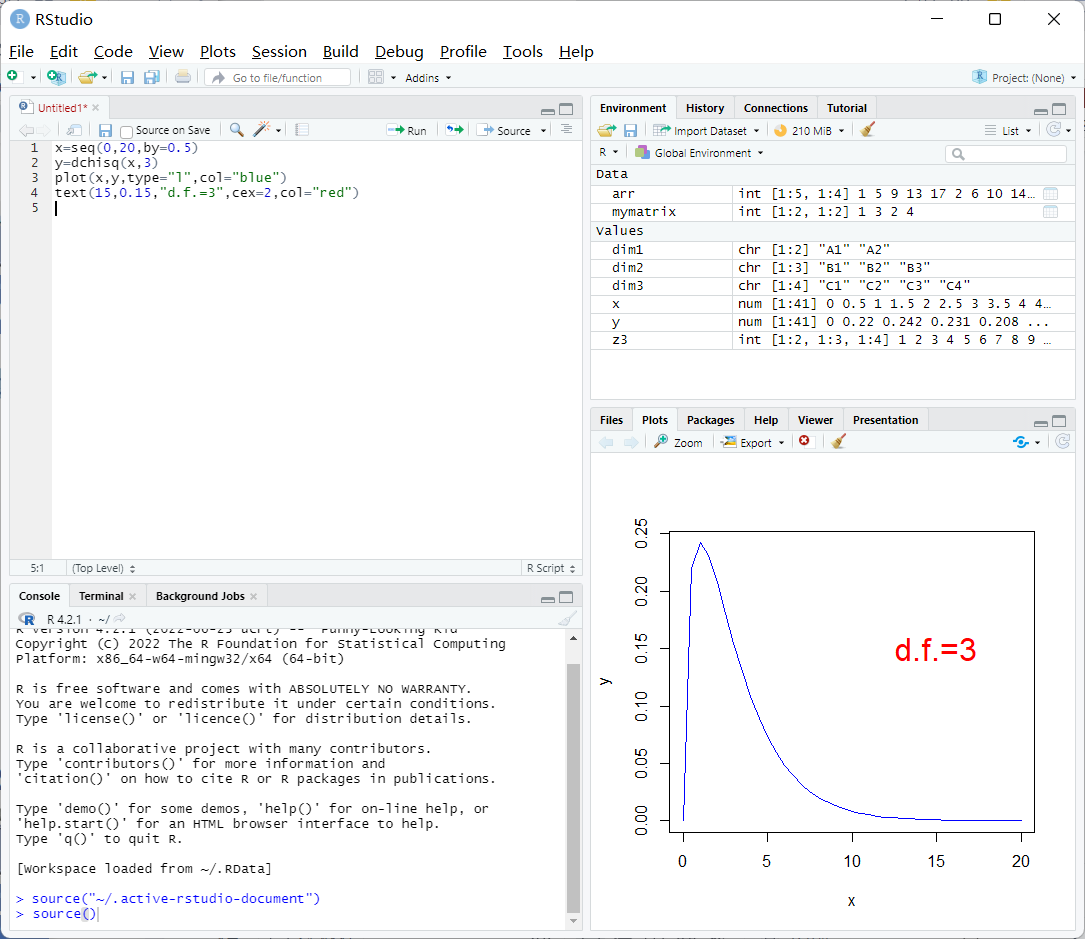 RStudio
File Edit Code View Plots Session Build Debug Profile Tools Help
Go to file/function Addins Project: (None)
Untitled1*
Source on Save Run Source
1 x=seq(0,20,by=0.5)
2 y=dchisq(x,3)
3 plot(x,y,type="l",col="blue")
4 text(15,0.15,"d.f.=3",cex=2,col="red")
5
5:1 (Top Level) R Script
Console Terminal Background Jobs
R 4.2.1 · ~/
R version 4.2.1 (2022-06-23 ucrt) -- "Funny-Looking Kid"
Copyright (C) 2022 The R Foundation for Statistical Computing
Platform: x86_64-w64-mingw32/x64 (64-bit)
R is free software and comes with ABSOLUTELY NO WARRANTY.
You are welcome to redistribute it under certain conditions.
Type 'license()' or 'licence()' for distribution details.
R is a collaborative project with many contributors.
Type 'contributors()' for more information and
'citation()' on how to cite R or R packages in publications.
Type 'demo()' for some demos, 'help()' for on-line help, or
'help.start()' for an HTML browser interface to help.
Type 'q()' to quit R.
[Workspace loaded from ~/.RData]
> source("~/.active-rstudio-document")
> source()
Environment History Connections Tutorial
Import Dataset 210 MiB List
R Global Environment
Data
arr int [1:5, 1:4] 1 5 9 13 17 2 6 10 14…
mymatrix int [1:2, 1:2] 1 3 2 4
Values
dim1 chr [1:2] "A1" "A2"
dim2 chr [1:3] "B1" "B2" "B3"
dim3 chr [1:4] "C1" "C2" "C3" "C4"
x num [1:41] 0 0.5 1 1.5 2 2.5 3 3.5 4 4…
y num [1:41] 0 0.22 0.242 0.231 0.208 ...
z3 int [1:2, 1:3, 1:4] 1 2 3 4 5 6 7 8 9 …
Files Plots Packages Help Viewer Presentation
Zoom Export
0.25
0.20
0.15
0.10
0.05
0.00
y
d.f.=3
0 5 10 15 20
x